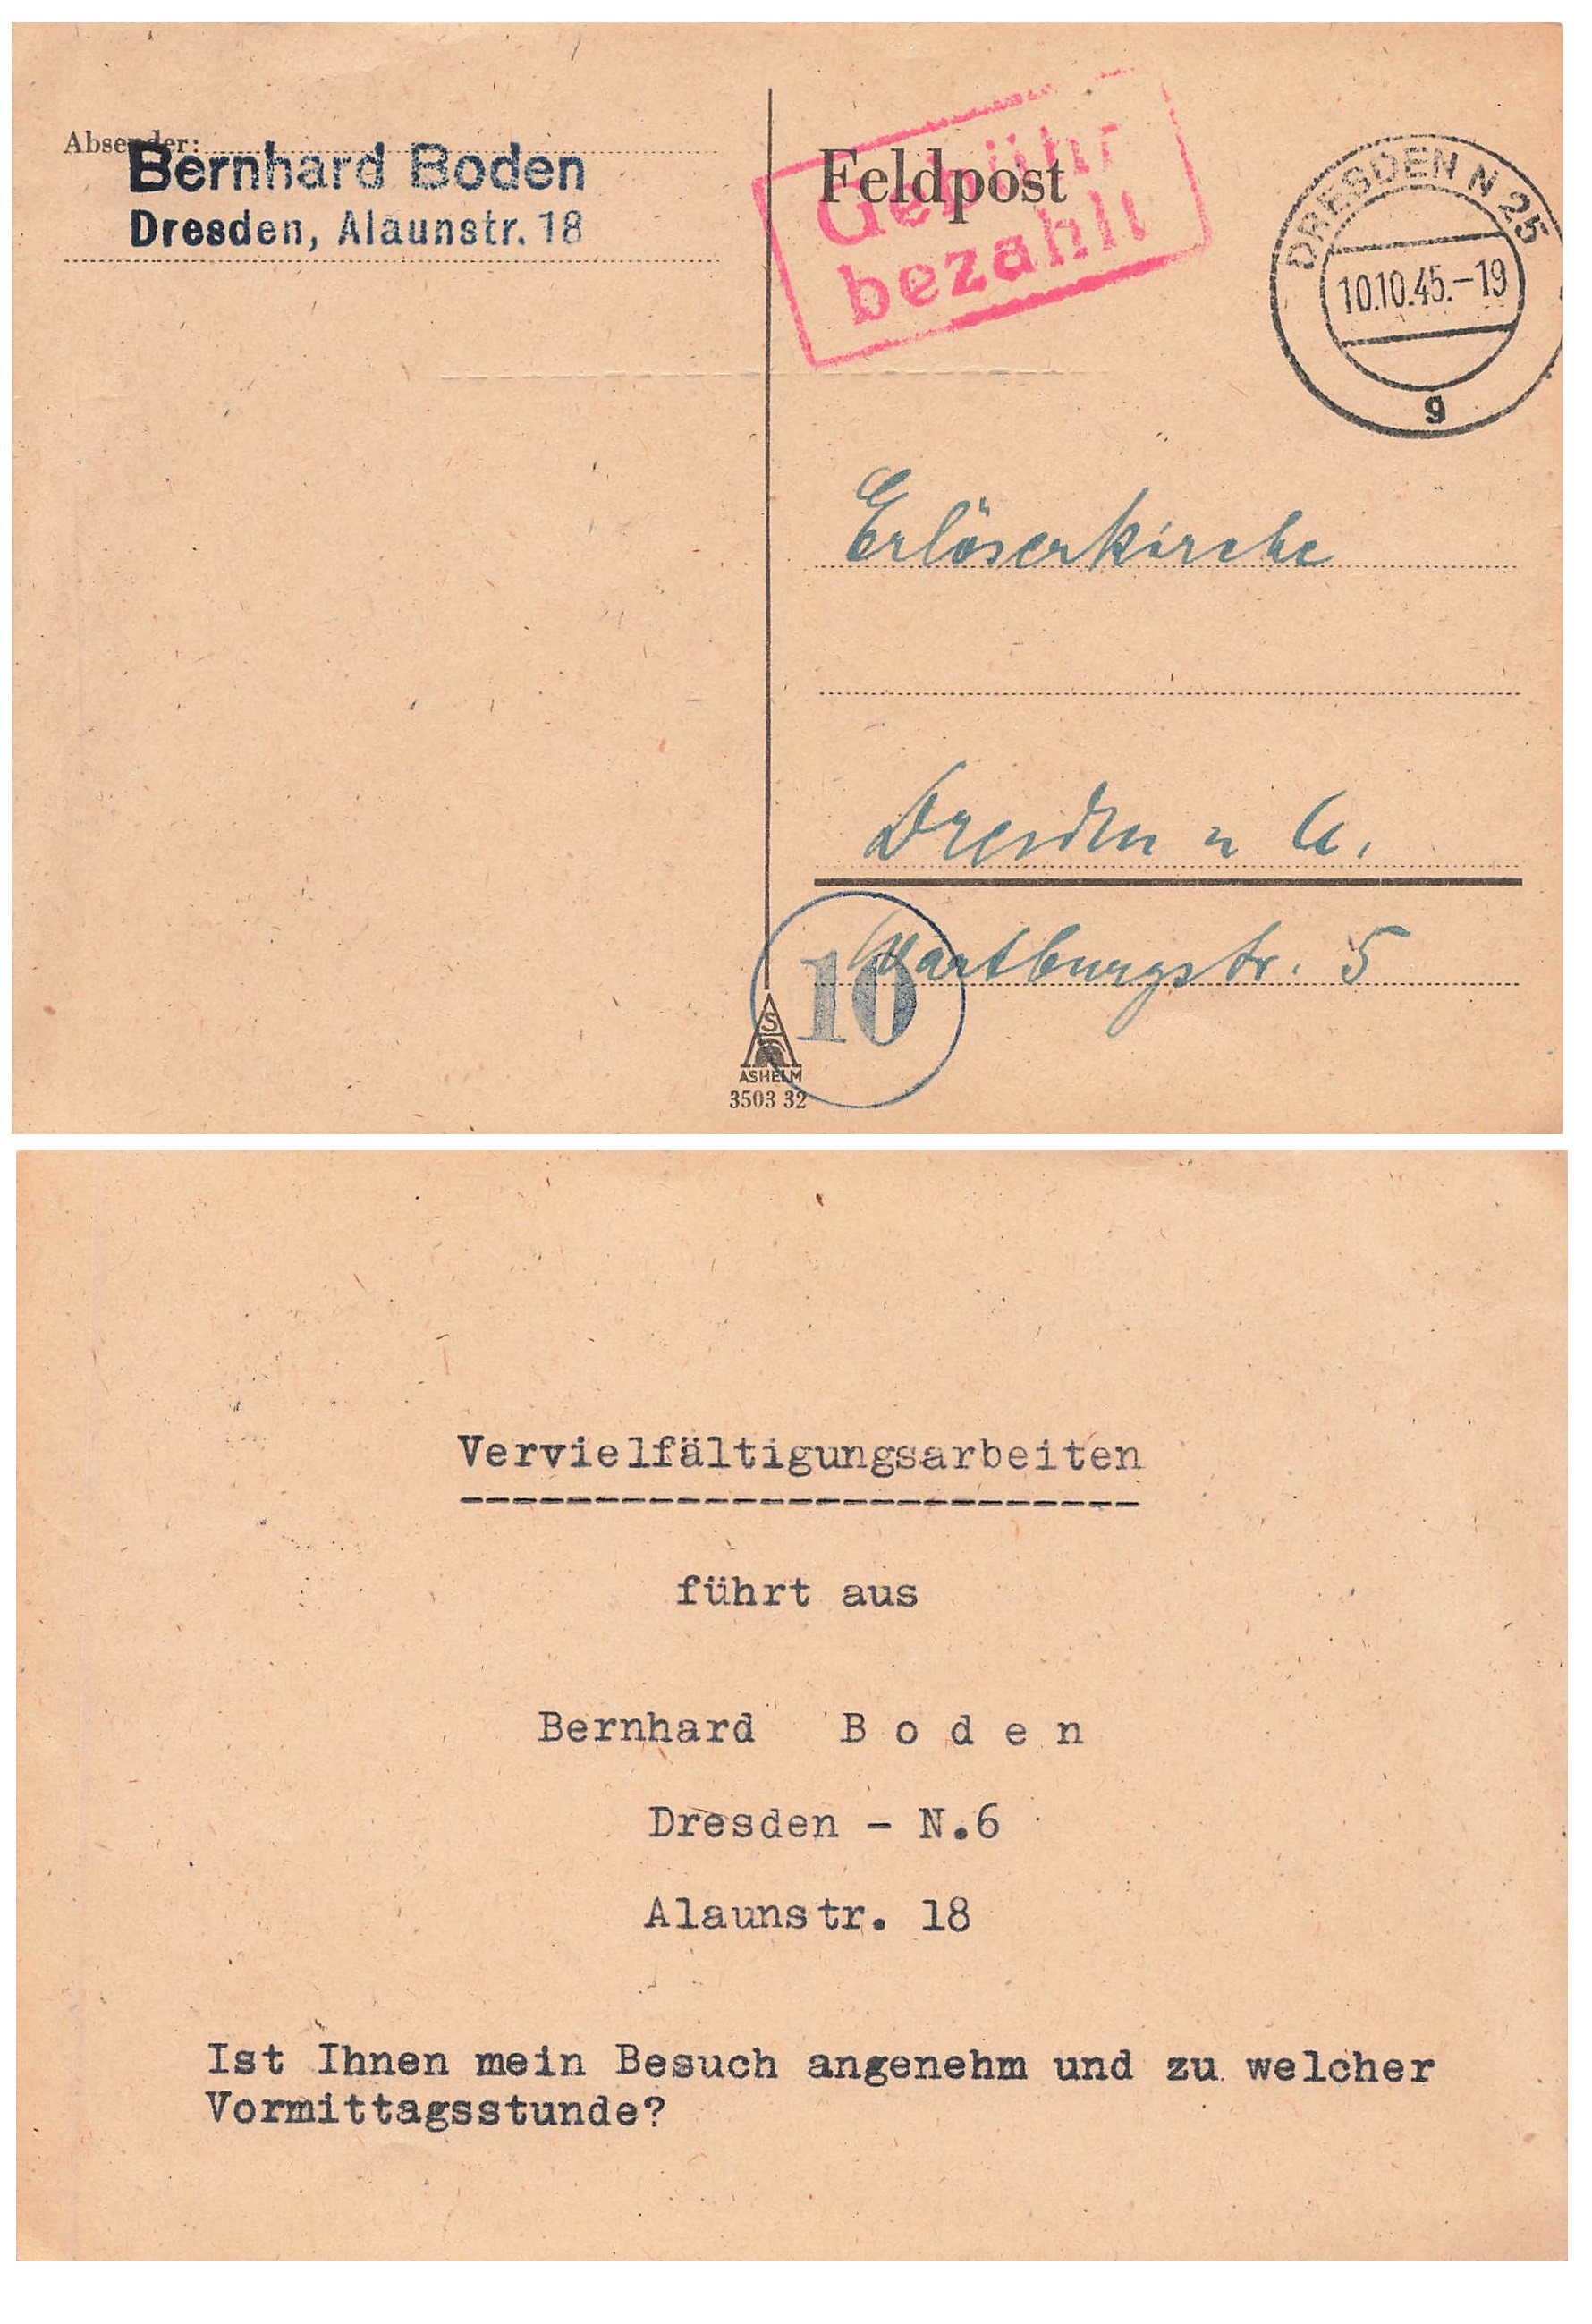 Absender:
Bernhard Boden
Dresden, Alaunstr. 18
Feldpost
Gebühr
bezahlt
DRESDEN N 25
10.10.45.-19
g
Erlöserkirche
Dresden
Wartburgstr. 5
10
S
ASHELM
3503 32
Vervielfältigungsarbeiten
führt aus
Bernhard B o d e n
Dresden - N.6
Alaunstr. 18
Ist Ihnen mein Besuch angenehm und zu welcher
Vormittagsstunde?